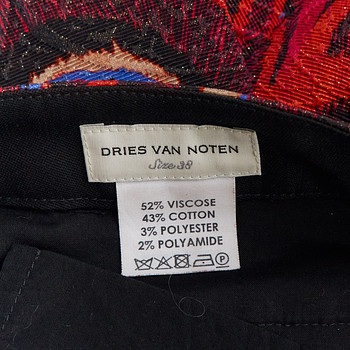 DRIES VAN NOTEN
Size 38
52% VISCOSE
43% COTTON
3% POLYESTER
2% POLYAMIDE
P